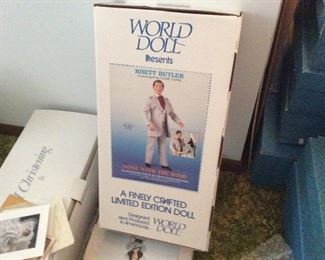 WORLD
DOLL
Presents
RHETT BUTLER
GONE WITH THE WIND
A FINELY CRAFTED
LIMITED EDITION DOLL
Designed
and Produced
in America by
WORLD
DOLL
Christening